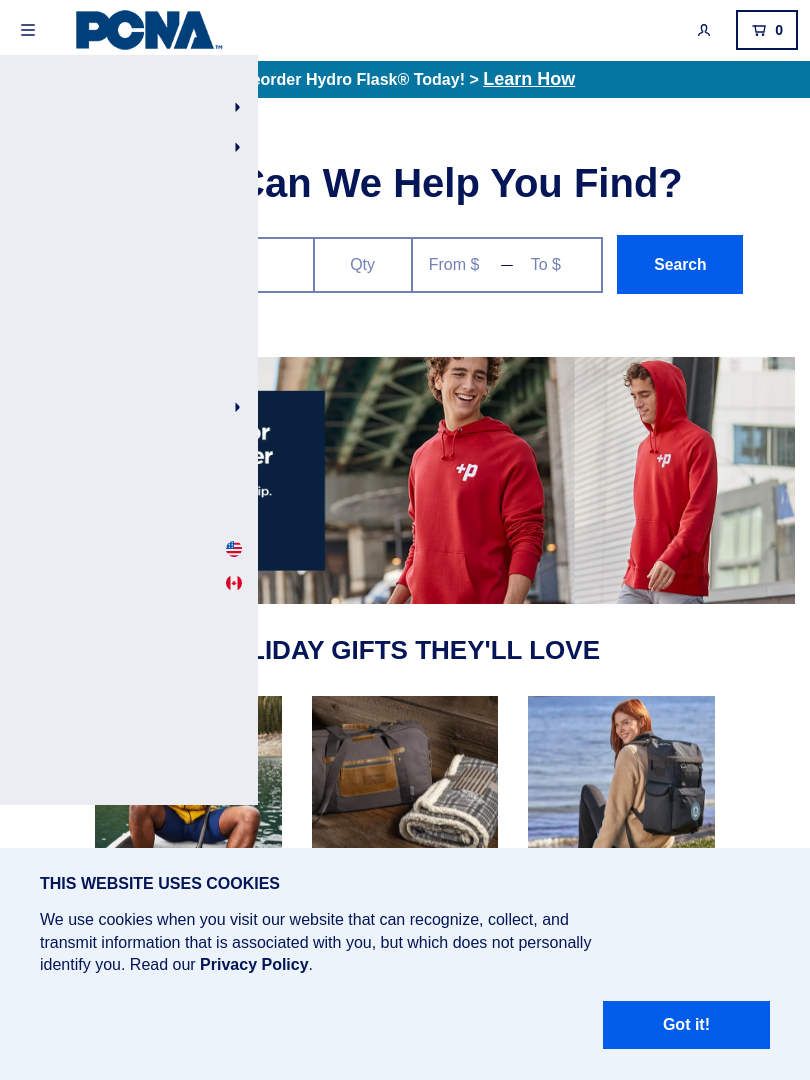 PCNA™
0
eorder Hydro Flask® Today! > Learn How
Can We Help You Find?
Qty
From $ — To $
Search
or
er
ip.
+p
+p
LIDAY GIFTS THEY'LL LOVE
THIS WEBSITE USES COOKIES
We use cookies when you visit our website that can recognize, collect, and
transmit information that is associated with you, but which does not personally
identify you. Read our Privacy Policy.
Got it!